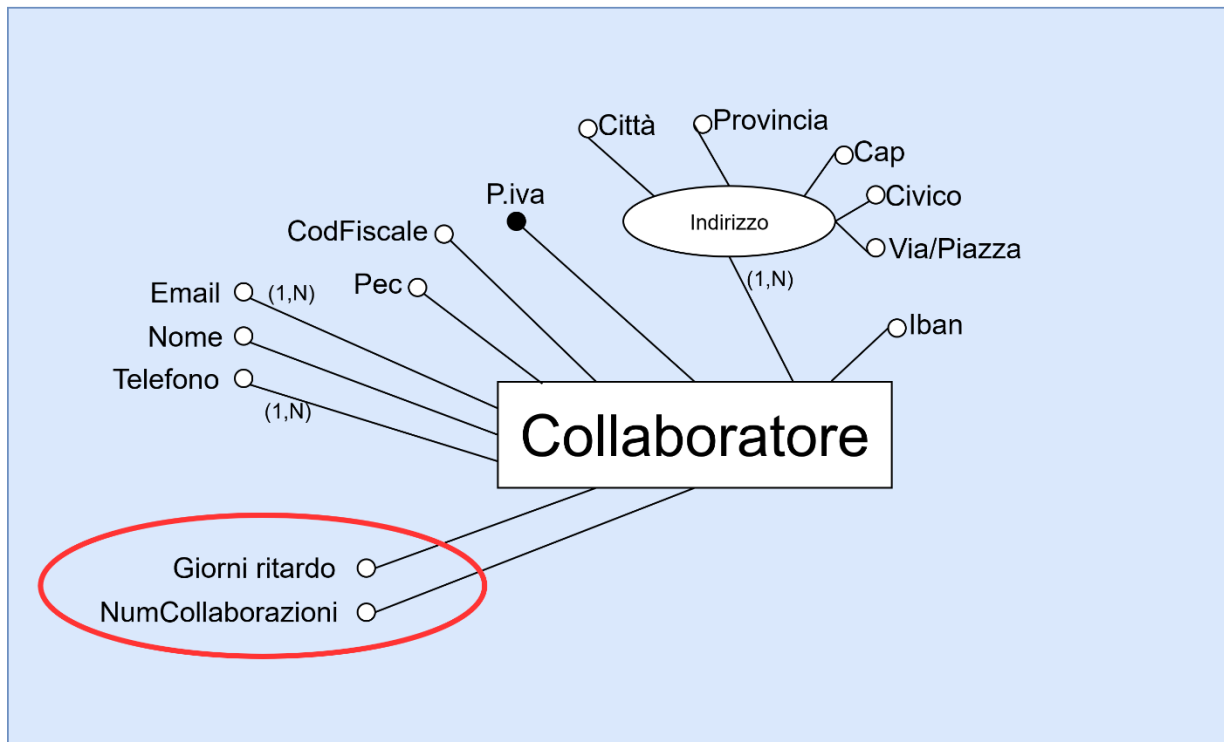 Città
Provincia
Cap
P.iva
Civico
Indirizzo
CodFiscale
Via/Piazza
Pec
(1,N)
Email
(1,N)
Iban
Nome
Telefono
(1,N)
Collaboratore
Giorni ritardo
NumCollaborazioni